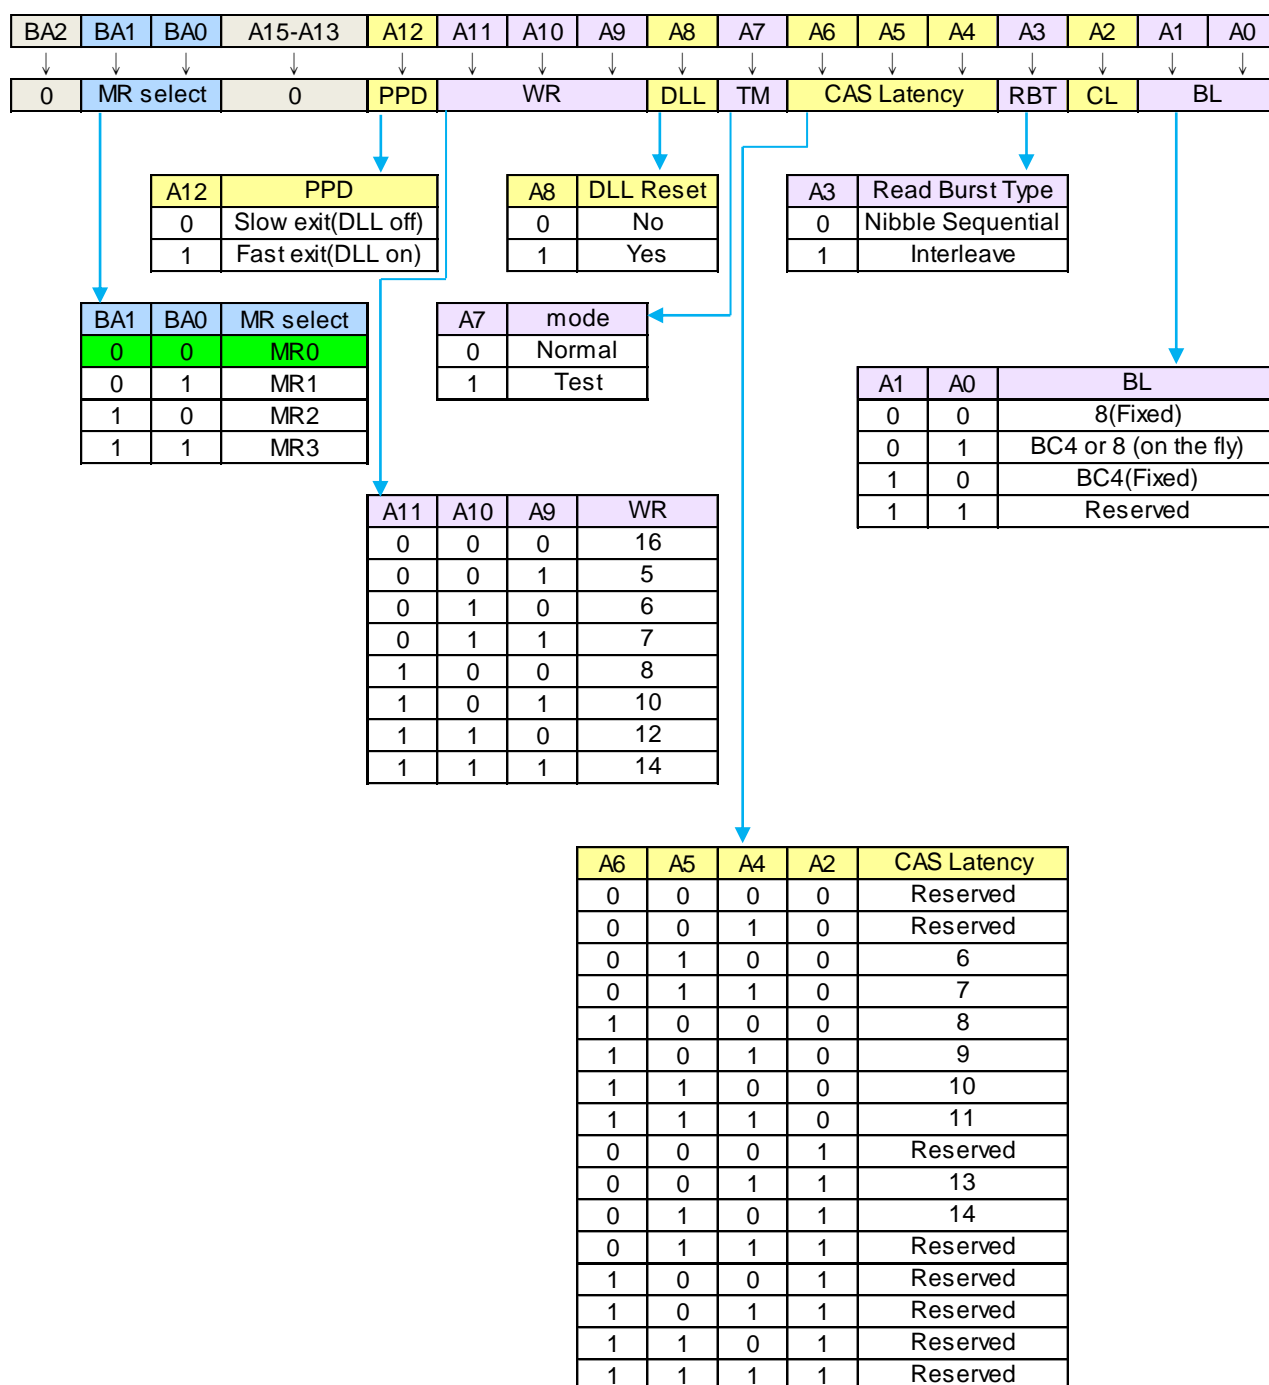 BA2 BA1 BA0 A15-A13 A12 A11 A10 A9 A8 A7 A6 A5 A4 A3 A2 A1 A0
0 MR select 0 PPD WR DLL TM CAS Latency RBT CL BL
A12 PPD
0 Slow exit(DLL off)
1 Fast exit(DLL on)
A8 DLL Reset
0 No
1 Yes
A3 Read Burst Type
0 Nibble Sequential
1 Interleave
BA1 BA0 MR select
0 0 MR0
0 1 MR1
1 0 MR2
1 1 MR3
A7 mode
0 Normal
1 Test
A1 A0 BL
0 0 8(Fixed)
0 1 BC4 or 8 (on the fly)
1 0 BC4(Fixed)
1 1 Reserved
A11 A10 A9 WR
0 0 0 16
0 0 1 5
0 1 0 6
0 1 1 7
1 0 0 8
1 0 1 10
1 1 0 12
1 1 1 14
A6 A5 A4 A2 CAS Latency
0 0 0 0 Reserved
0 0 1 0 Reserved
0 1 0 0 6
0 1 1 0 7
1 0 0 0 8
1 0 1 0 9
1 1 0 0 10
1 1 1 0 11
0 0 0 1 Reserved
0 0 1 1 13
0 1 0 1 14
0 1 1 1 Reserved
1 0 0 1 Reserved
1 0 1 1 Reserved
1 1 0 1 Reserved
1 1 1 1 Reserved